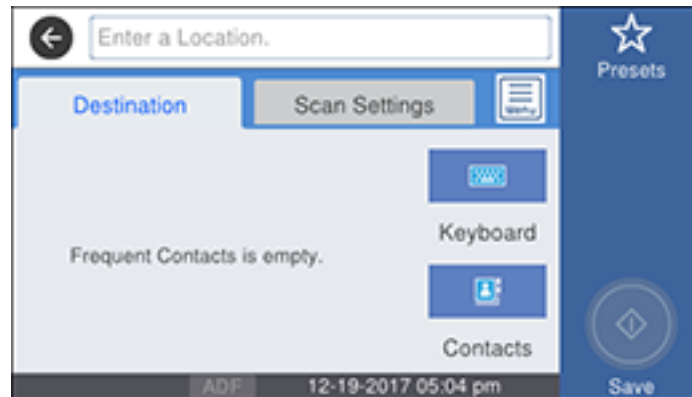 Enter a Location.
Presets
Destination
Scan Settings
Menu
Keyboard
Frequent Contacts is empty.
Contacts
ADF
12-19-2017 05:04 pm
Save